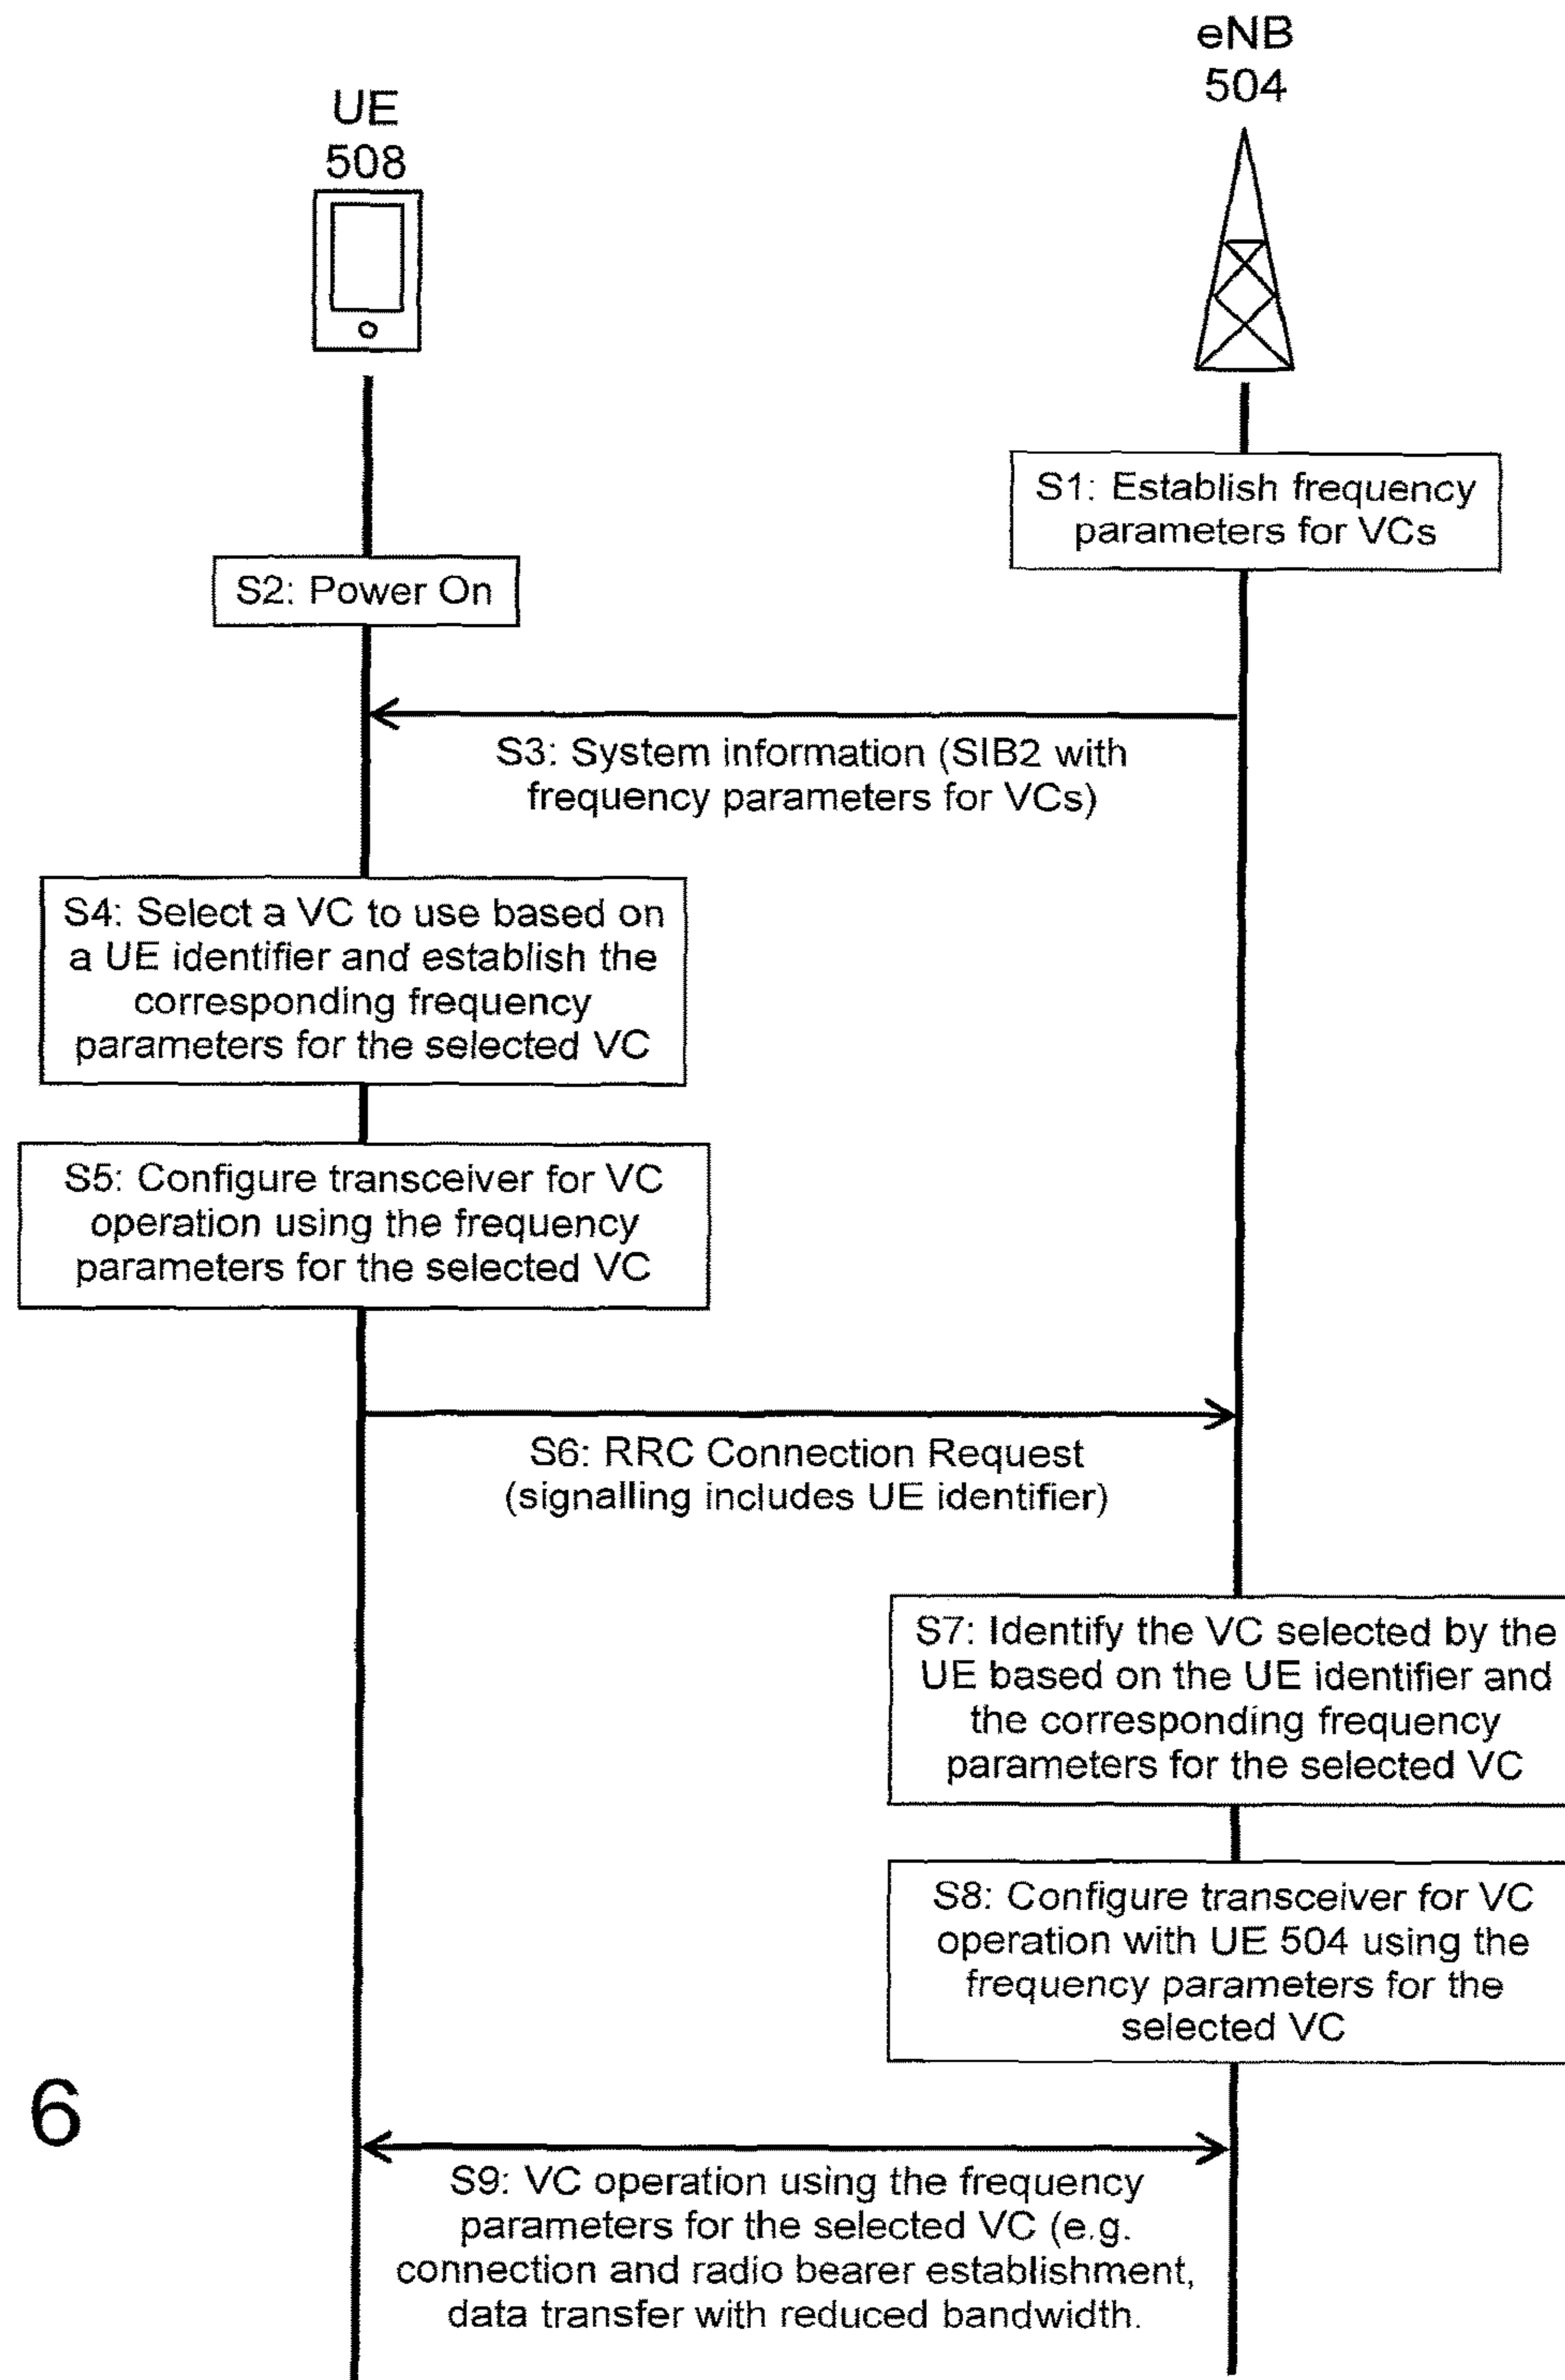 eNB
504
UE
508
S1: Establish frequency
parameters for VCs
S2: Power On
S3: System information (SIB2 with
frequency parameters for VCs)
S4: Select a VC to use based on
a UE identifier and establish the
corresponding frequency
parameters for the selected VC
S5: Configure transceiver for VC
operation using the frequency
parameters for the selected VC
S6: RRC Connection Request
(signalling includes UE identifier)
S7: Identify the VC selected by the
UE based on the UE identifier and
the corresponding frequency
parameters for the selected VC
S8: Configure transceiver for VC
operation with UE 504 using the
frequency parameters for the
selected VC
6
S9: VC operation using the frequency
parameters for the selected VC (e.g.
connection and radio bearer establishment,
data transfer with reduced bandwidth.